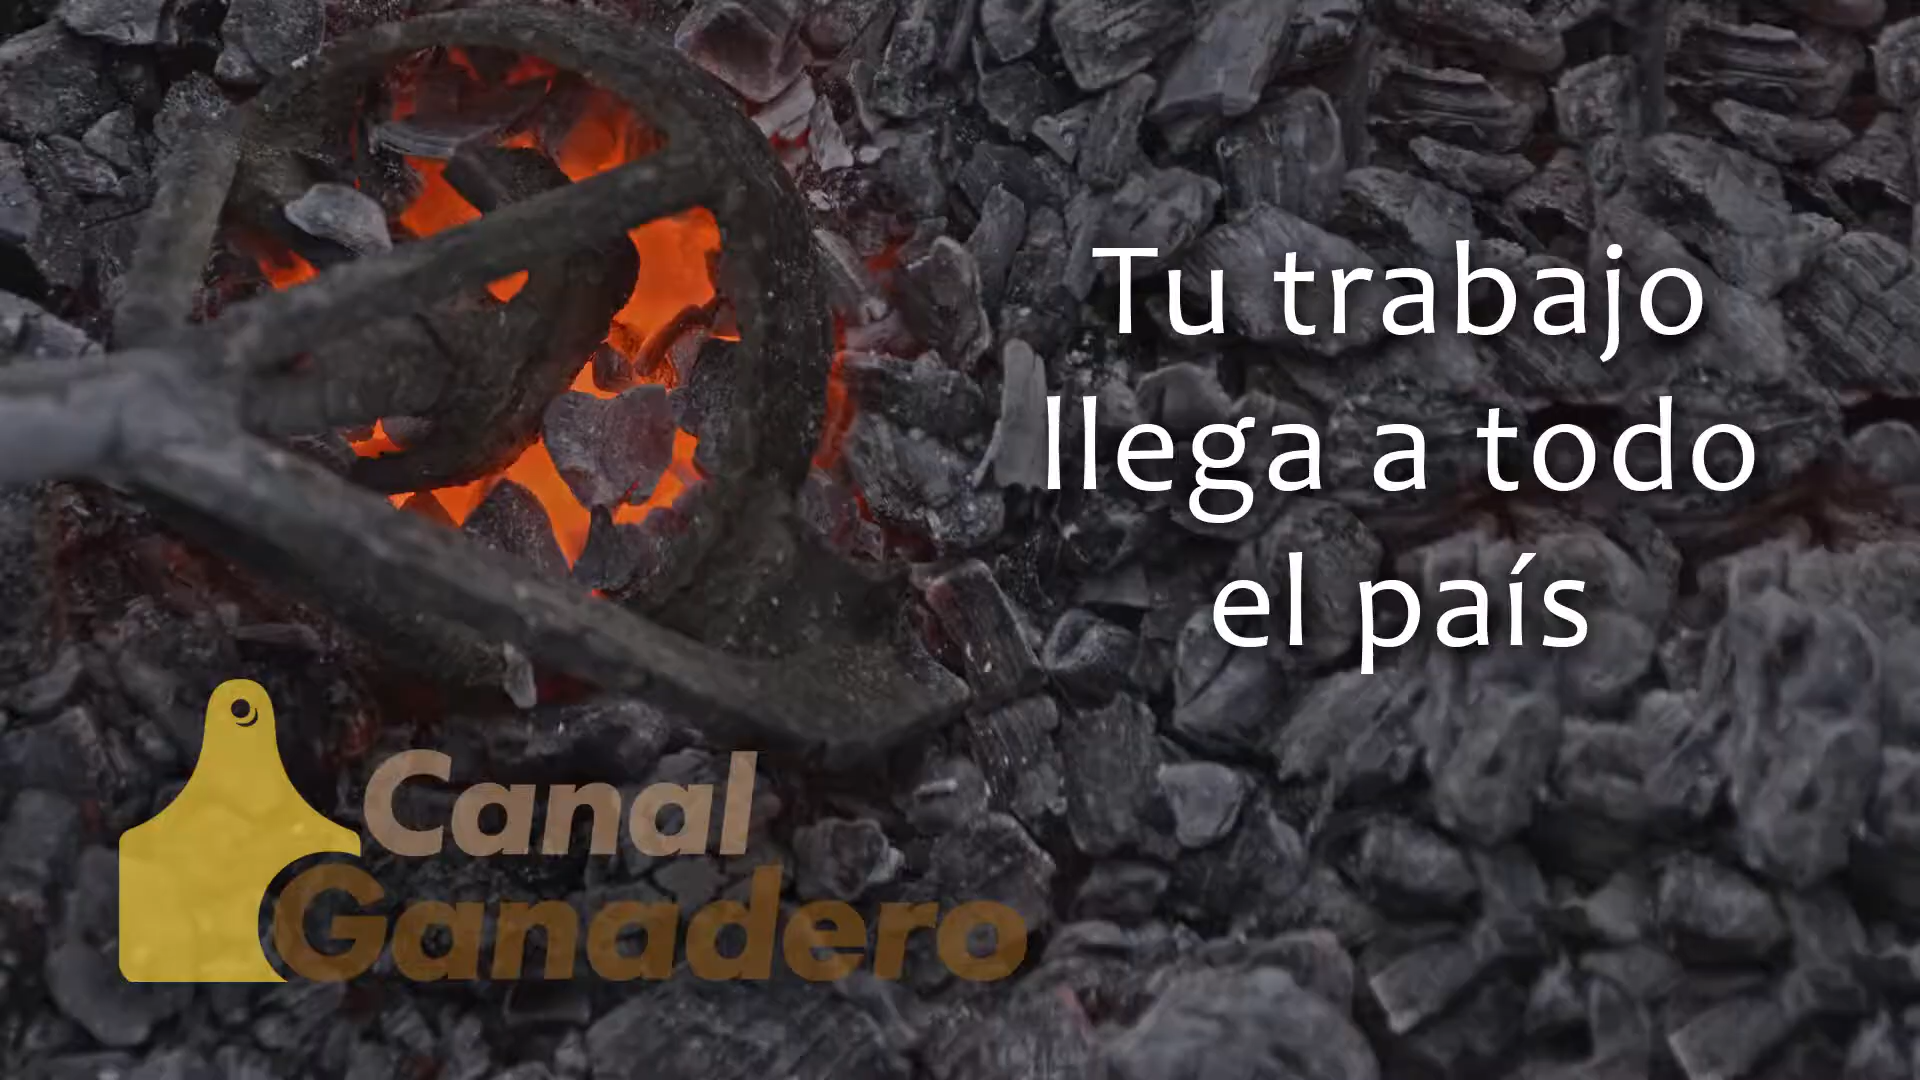 Tu trabajo
llega a todo
el país
Canal
Ganadero